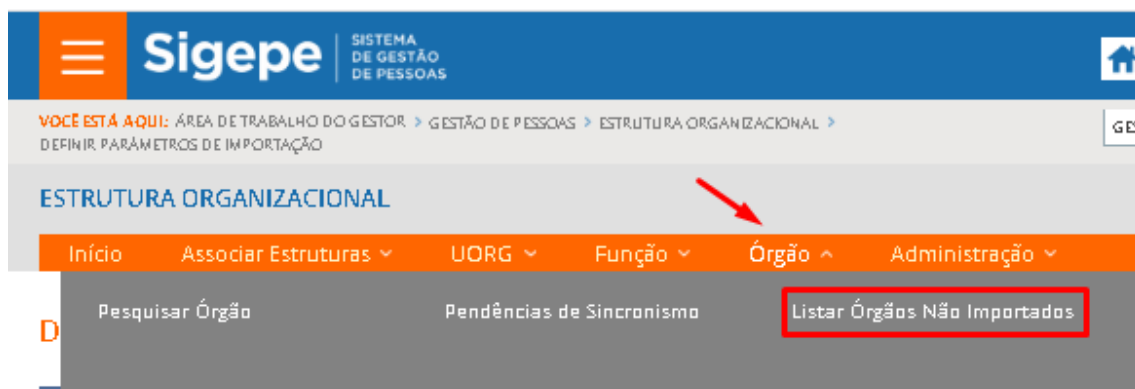 Sigepe
SISTEMA
DE GESTÃO
DE PESSOAS
VOCÊ ESTÁ AQUI: ÁREA DE TRABALHO DO GESTOR > GESTÃO DE PESSOAS > ESTRUTURA ORGANIZACIONAL >
DEFINIR PARÂMETROS DE IMPORTAÇÃO
ESTRUTURA ORGANIZACIONAL
Início Associar Estruturas UORG Função Órgão Administração
Pesquisar Órgão Pendências de Sincronismo Listar Órgãos Não Importados
D